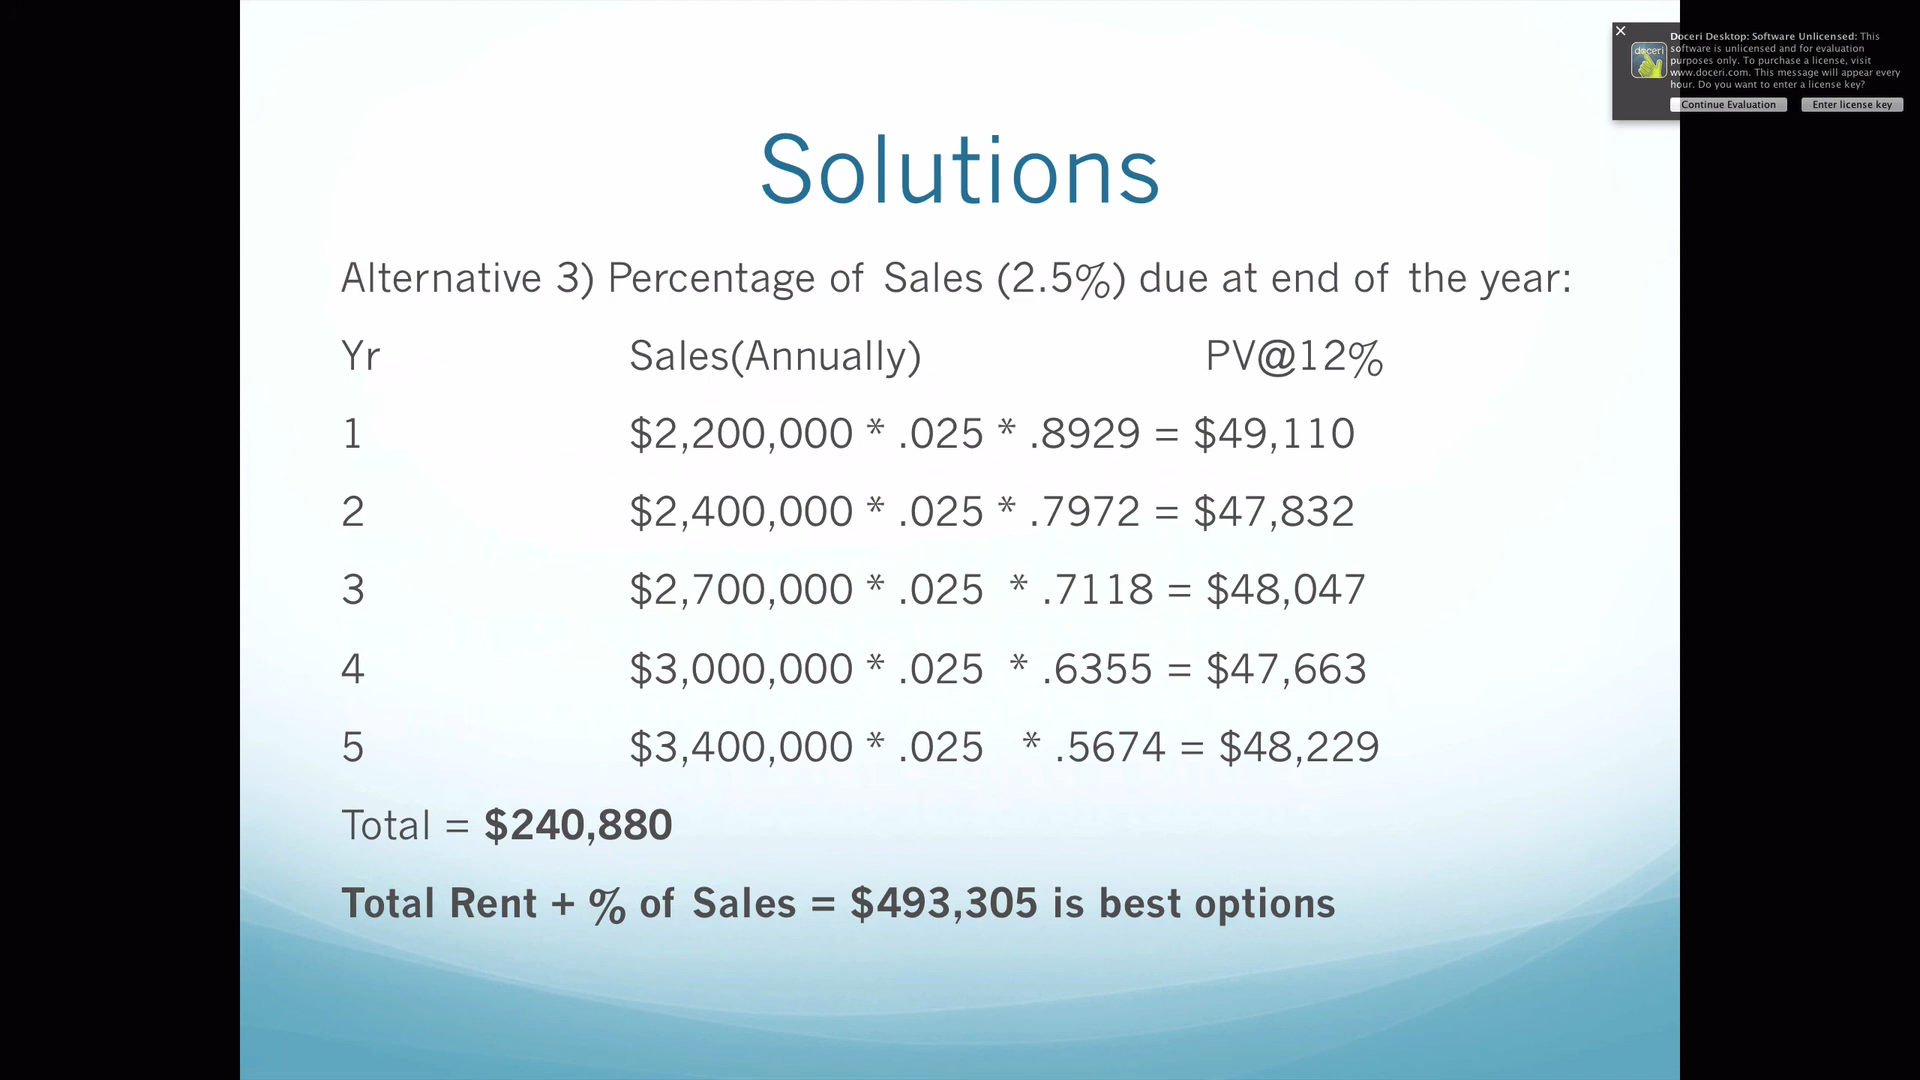 Doceri Desktop: Software Unlicensed: This
software is unlicensed and for evaluation
purposes only. To purchase a license, visit
www.doceri.com. This message will appear every
hour. Do you want to enter a license key?
doceri
Continue Evaluation Enter license key
Solutions
Alternative 3) Percentage of Sales (2.5%) due at end of the year:
Yr Sales(Annually) PV@12%
1 $2,200,000 * .025 * .8929 = $49,110
2 $2,400,000 * .025 * .7972 = $47,832
3 $2,700,000 * .025 * .7118 = $48,047
4 $3,000,000 * .025 * .6355 = $47,663
5 $3,400,000 * .025 * .5674 = $48,229
Total = $240,880
Total Rent + % of Sales = $493,305 is best options